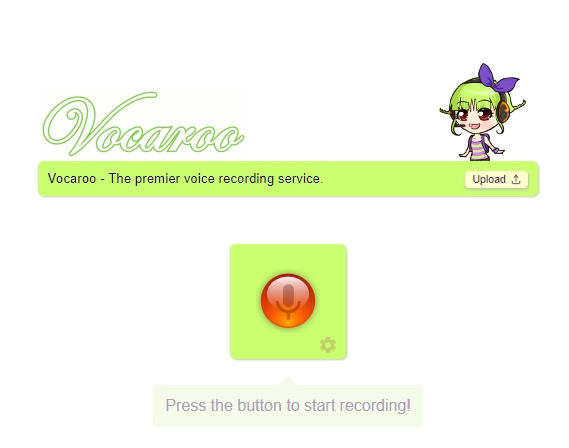 Vocaroo
Vocaroo - The premier voice recording service.
Upload
Press the button to start recording!